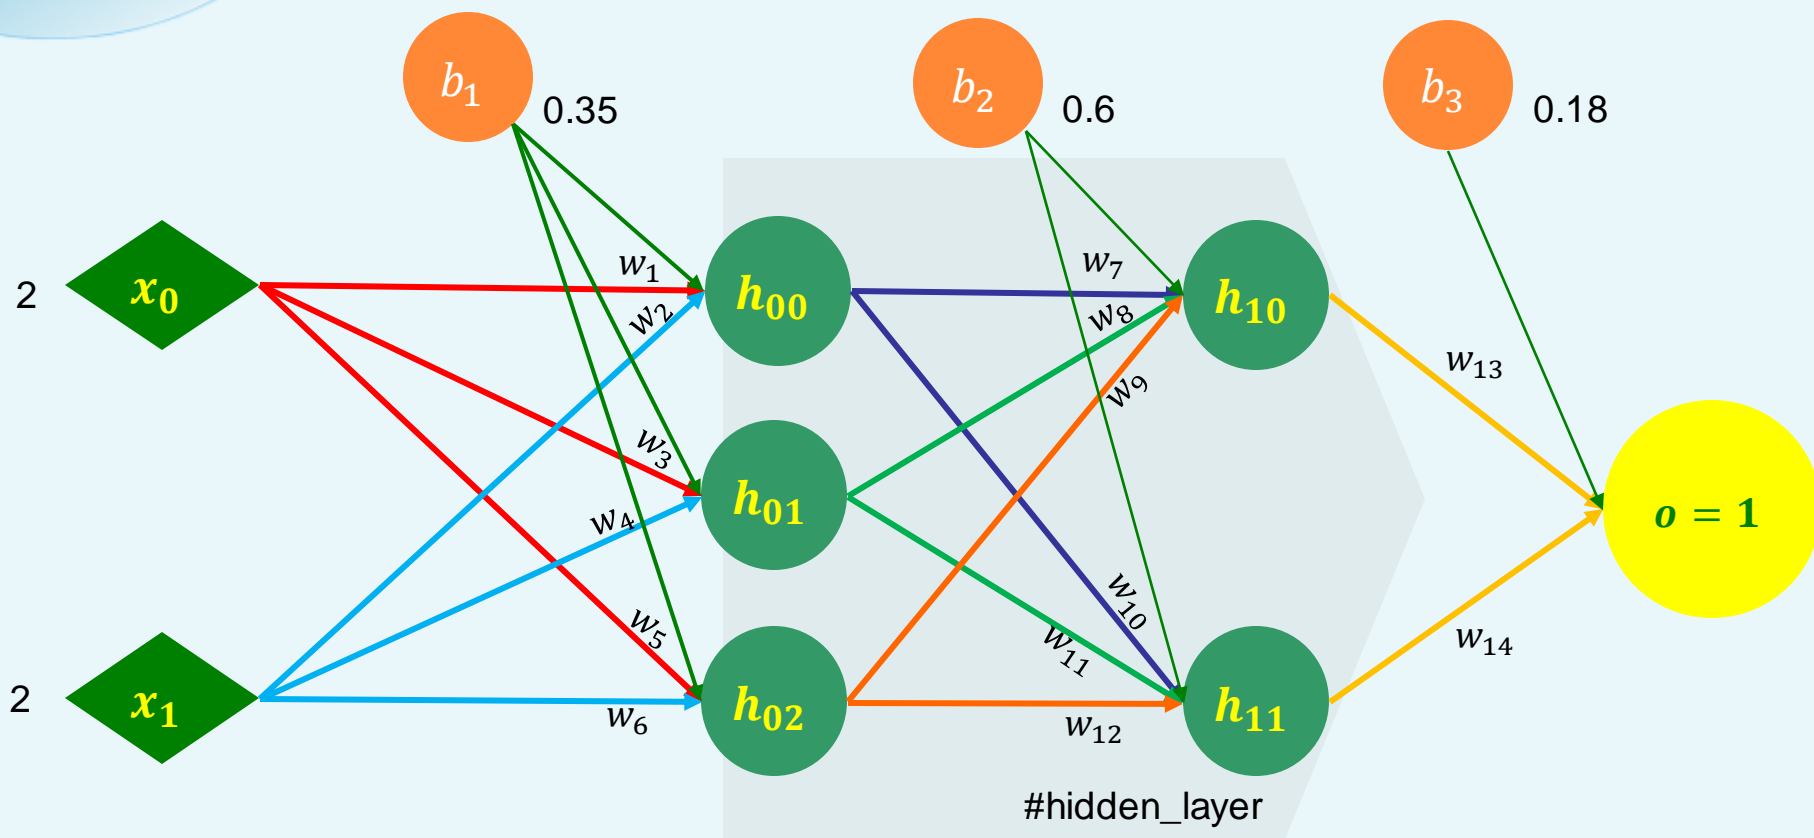 b₁ 0.35
b₂ 0.6
b₃ 0.18
2 x₀
w₁
w₂
h₀₀
w₇
w₈
w₉
h₁₀
w₁₃
w₃
w₄
h₀₁
o = 1
w₅
w₁₀
w₁₁
w₁₄
2 x₁
w₆
h₀₂
w₁₂
h₁₁
#hidden_layer